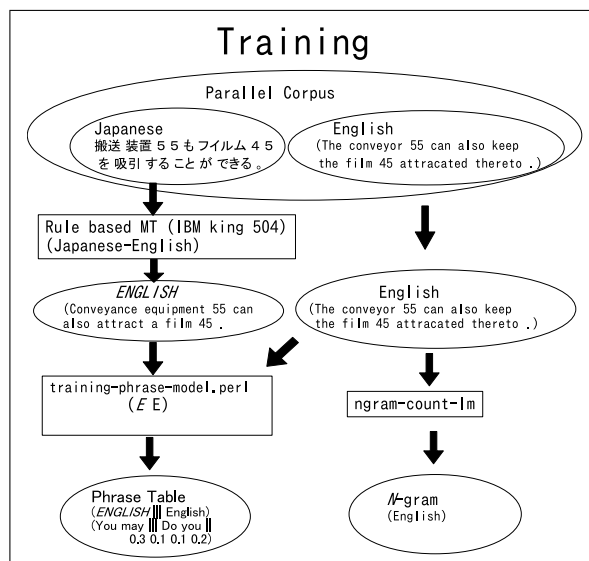 Training
Parallel Corpus
Japanese
搬送 装置 ５５も フイルム ４５
を 吸引 する こと が できる 。
English
(The conveyor 55 can also keep
the film 45 attracated thereto .)
Rule based MT (IBM king 504)
(Japanese-English)
ENGLISH
(Conveyance equipment 55 can
also attract a film 45 .
English
(The conveyor 55 can also keep
the film 45 attracated thereto .)
training-phrase-model.perl
(E E)
ngram-count-lm
Phrase Table
(ENGLISH ||| English)
(You may ||| Do you ||
0.3 0.1 0.1 0.2)
N-gram
(English)